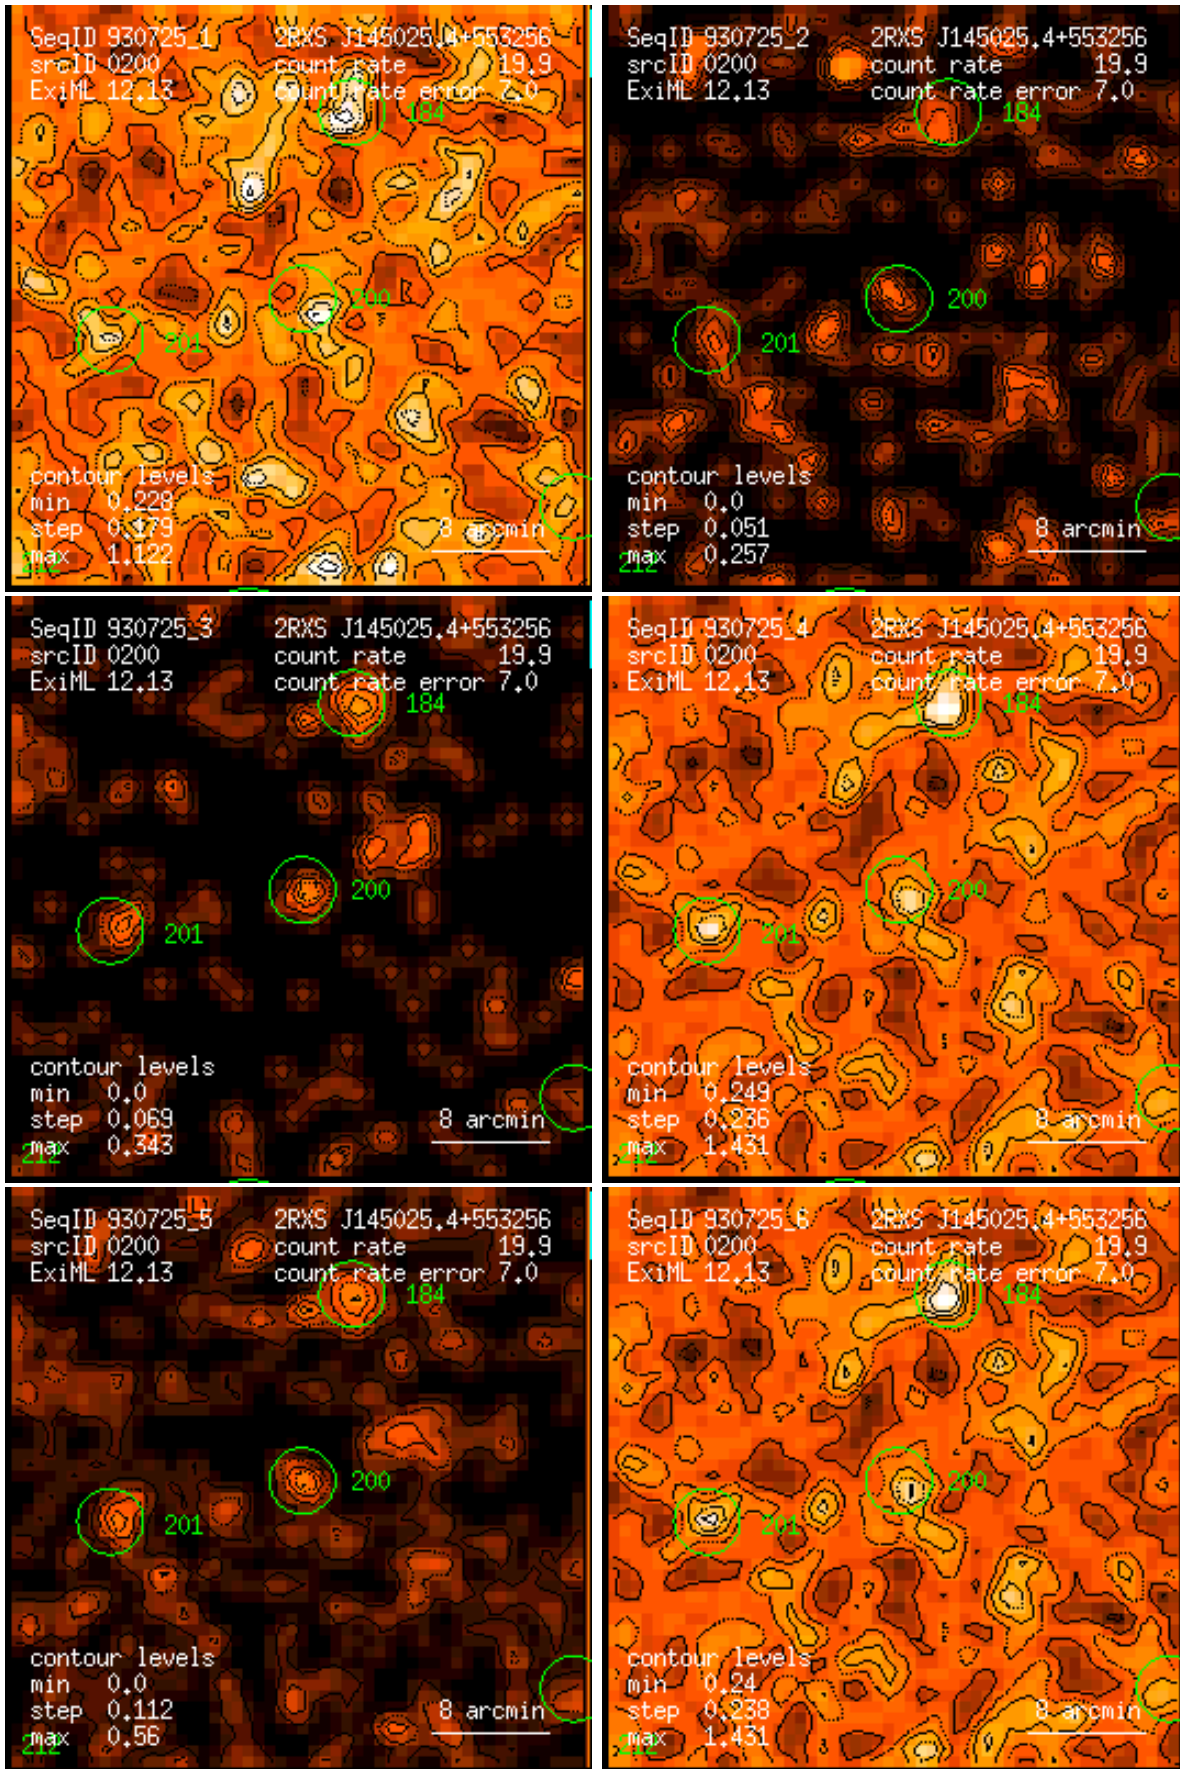 SeqID 930725_1 2RXS J145025.4+553256
srcID 0200 count rate 19.9
ExiML 12.13 count rate error 7.0
184
200
201
contour levels
min 0.228
step 0.179
max 1.122
8 arcmin
212
SeqID 930725_2 2RXS J145025.4+553256
srcID 0200 count rate 19.9
ExiML 12.13 count rate error 7.0
184
200
201
contour levels
min 0.0
step 0.051
max 0.257
8 arcmin
212
SeqID 930725_3 2RXS J145025.4+553256
srcID 0200 count rate 19.9
ExiML 12.13 count rate error 7.0
184
200
201
contour levels
min 0.0
step 0.069
max 0.343
8 arcmin
212
SeqID 930725_4 2RXS J145025.4+553256
srcID 0200 count rate 19.9
ExiML 12.13 count rate error 7.0
184
200
201
contour levels
min 0.249
step 0.236
max 1.431
8 arcmin
212
SeqID 930725_5 2RXS J145025.4+553256
srcID 0200 count rate 19.9
ExiML 12.13 count rate error 7.0
184
200
201
contour levels
min 0.0
step 0.112
max 0.56
8 arcmin
212
SeqID 930725_6 2RXS J145025.4+553256
srcID 0200 count rate 19.9
ExiML 12.13 count rate error 7.0
184
200
201
contour levels
min 0.24
step 0.238
max 1.431
8 arcmin
212